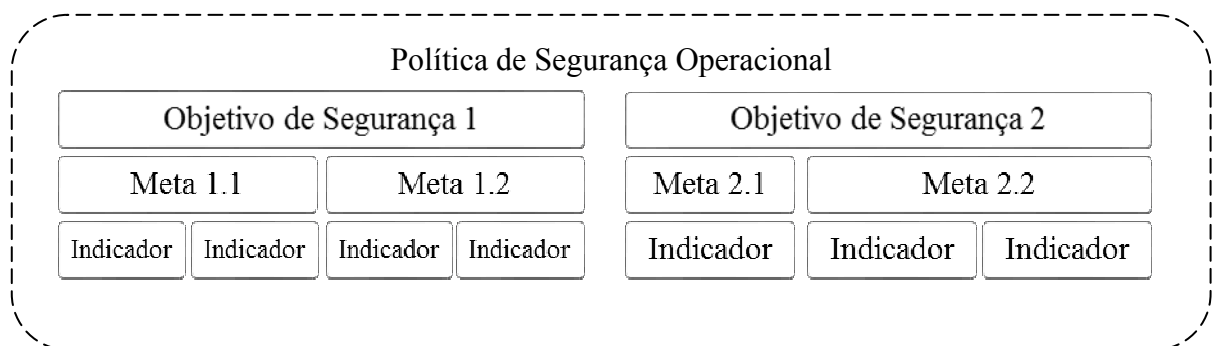 Política de Segurança Operacional
Objetivo de Segurança 1
Objetivo de Segurança 2
Meta 1.1
Meta 1.2
Meta 2.1
Meta 2.2
Indicador
Indicador
Indicador
Indicador
Indicador
Indicador
Indicador